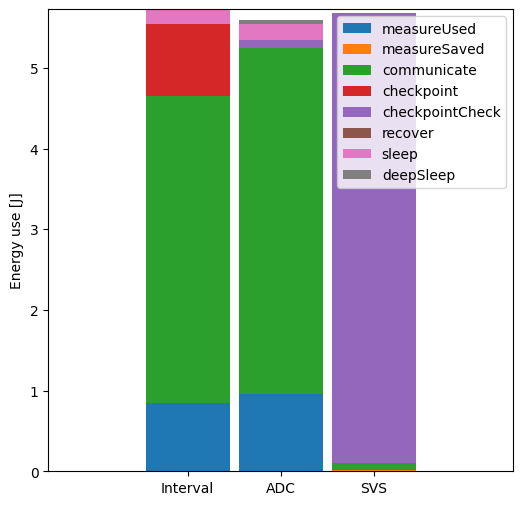 measureUsed
measureSaved
communicate
checkpoint
checkpointCheck
recover
sleep
deepSleep
Energy use [J]
5
4
3
2
1
0
Interval ADC SVS